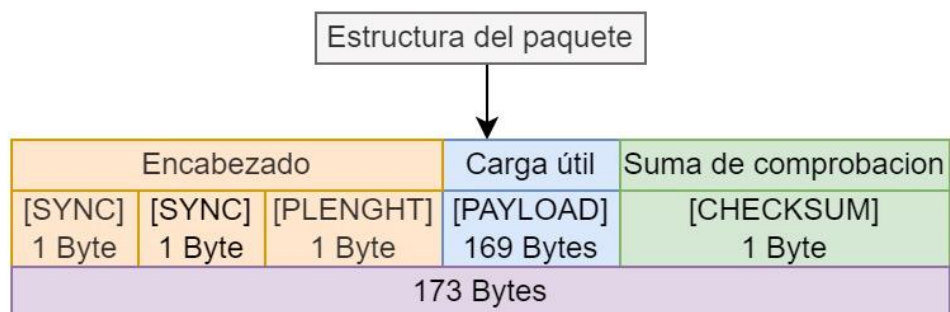 Estructura del paquete
Encabezado Carga útil Suma de comprobacion
[SYNC] [SYNC] [PLENGHT] [PAYLOAD] [CHECKSUM]
1 Byte 1 Byte 1 Byte 169 Bytes 1 Byte
173 Bytes